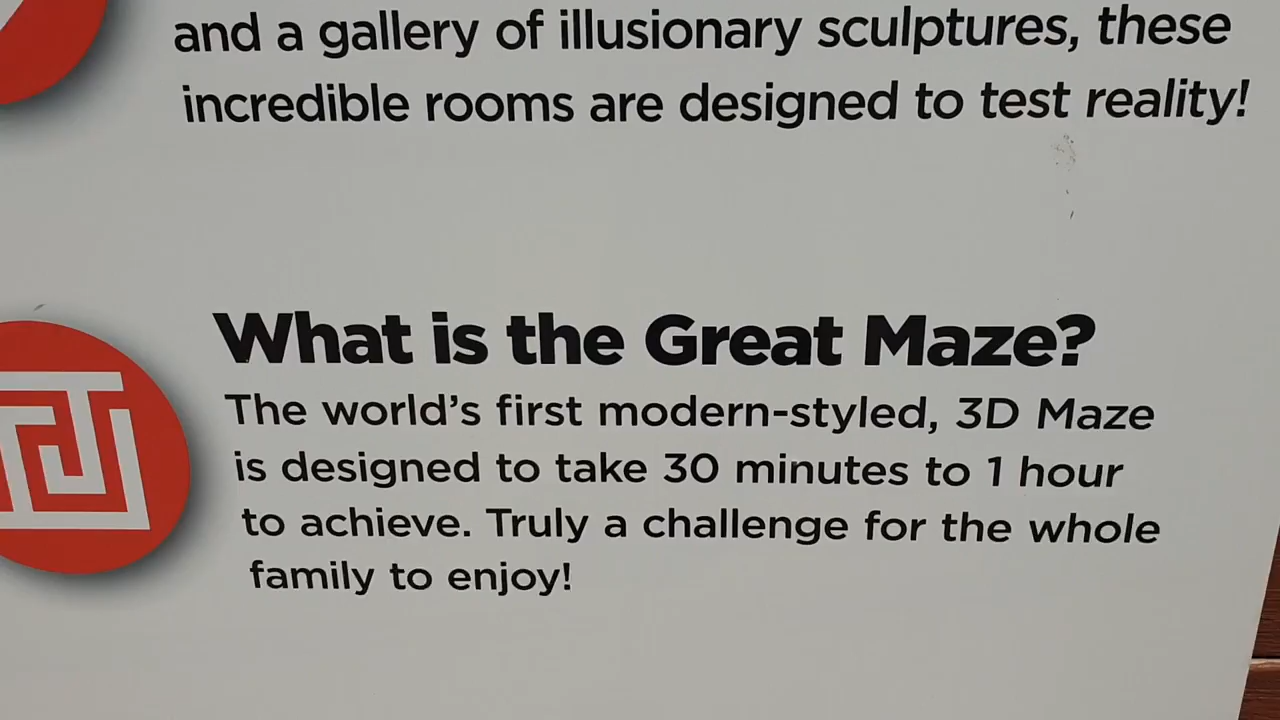 and a gallery of illusionary sculptures, these
incredible rooms are designed to test reality!
What is the Great Maze?
The world's first modern-styled, 3D Maze
is designed to take 30 minutes to 1 hour
to achieve. Truly a challenge for the whole
family to enjoy!